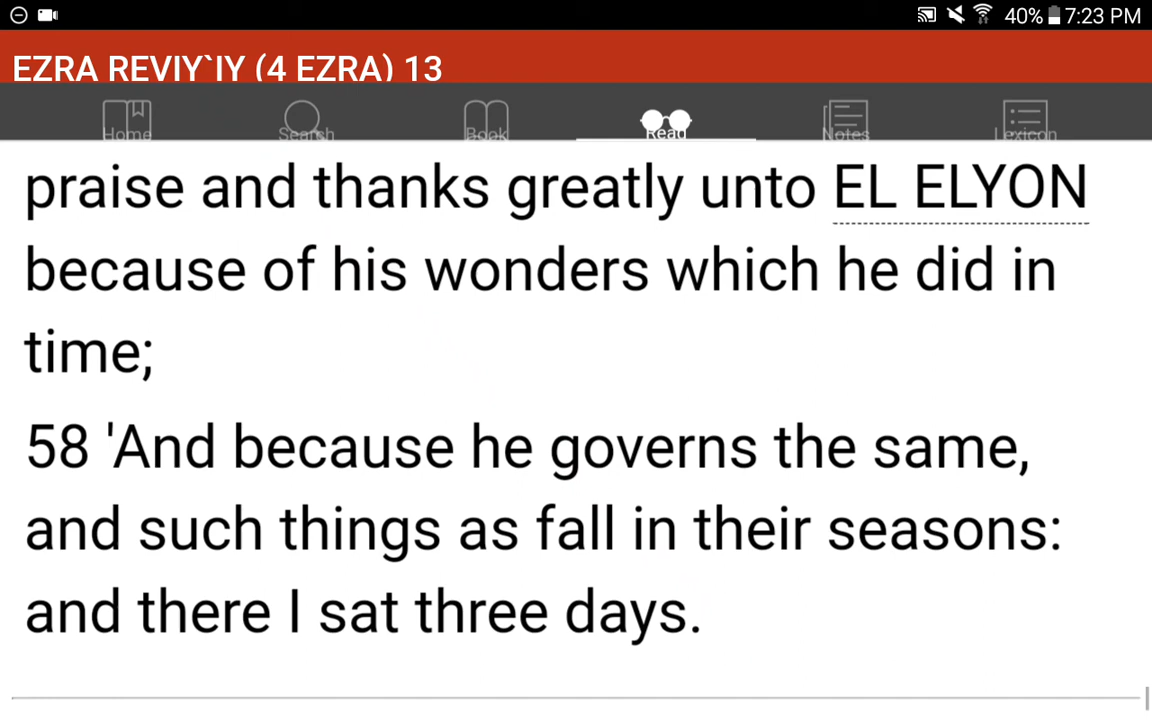 40% 7:23 PM
EZRA REVIY`IY (4 EZRA) 13
Home Search Book Read Notes Lexicon
praise and thanks greatly unto EL ELYON
because of his wonders which he did in
time;
58 'And because he governs the same,
and such things as fall in their seasons:
and there I sat three days.